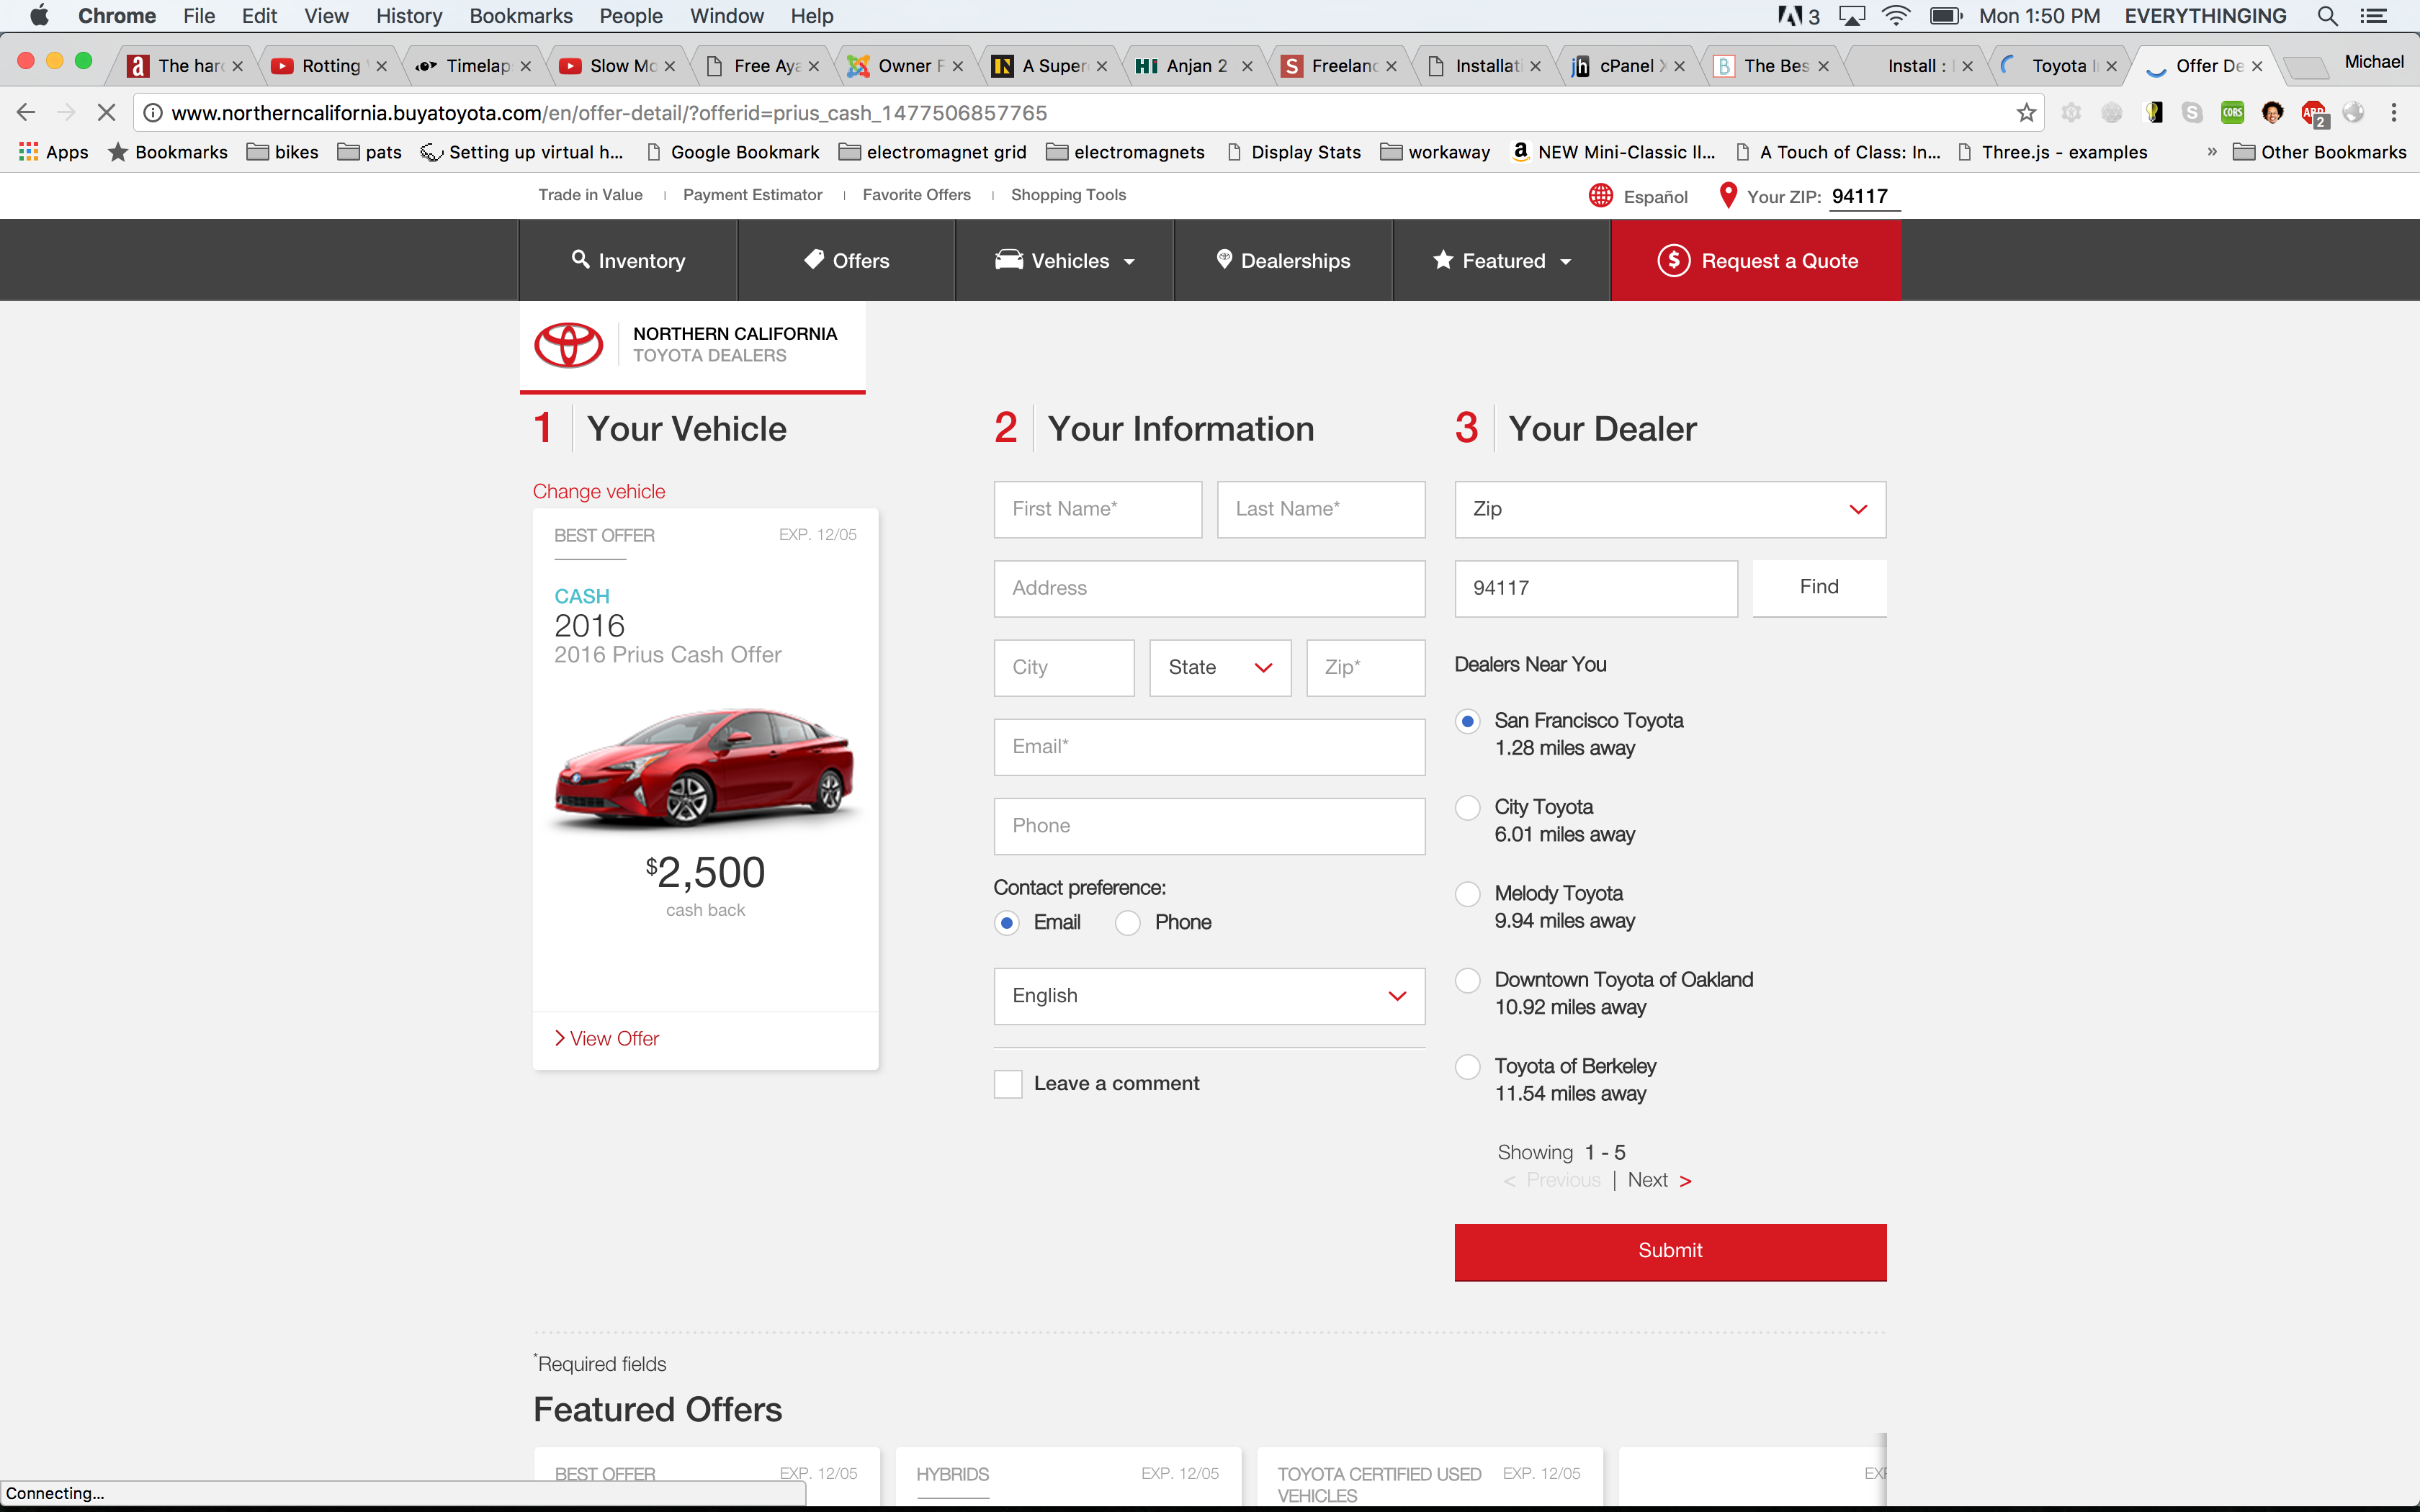 Chrome File Edit View History Bookmarks People Window Help 3 Mon 1:50 PM EVERYTHINGING
The har Rotting Timelap Slow Mo Free Aya Owner F A Super Anjan 2 Freelanc Installati cPanel X The Bes Install : Toyota I Offer De Michael
www.northerncalifornia.buyatoyota.com/en/offer-detail/?offerid=prius_cash_1477506857765
Apps Bookmarks bikes pats Setting up virtual h... Google Bookmark electromagnet grid electromagnets Display Stats workaway NEW Mini-Classic II... A Touch of Class: In... Three.js - examples » Other Bookmarks
Trade in Value Payment Estimator Favorite Offers Shopping Tools Español Your ZIP: 94117
Inventory Offers Vehicles Dealerships Featured $ Request a Quote
NORTHERN CALIFORNIA
TOYOTA DEALERS
1 Your Vehicle
Change vehicle
BEST OFFER EXP. 12/05
CASH
2016
2016 Prius Cash Offer
$2,500
cash back
> View Offer
2 Your Information
First Name* Last Name*
Address
City State Zip*
Email*
Phone
Contact preference:
Email Phone
English
Leave a comment
3 Your Dealer
Zip
94117 Find
Dealers Near You
San Francisco Toyota
1.28 miles away
City Toyota
6.01 miles away
Melody Toyota
9.94 miles away
Downtown Toyota of Oakland
10.92 miles away
Toyota of Berkeley
11.54 miles away
Showing 1 - 5
< Previous | Next >
Submit
*Required fields
Featured Offers
BEST OFFER EXP. 12/05 HYBRIDS EXP. 12/05 TOYOTA CERTIFIED USED EXP. 12/05
VEHICLES
Connecting...